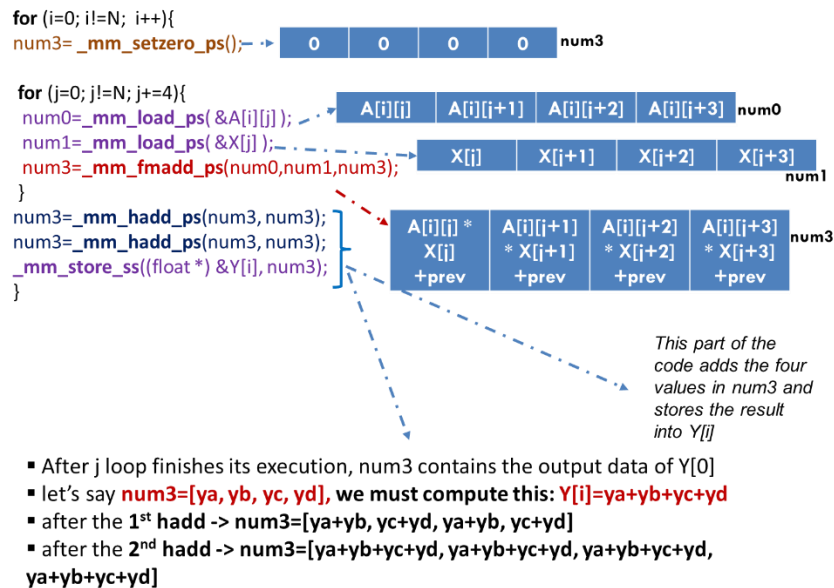 for (i=0; i!=N; i++){
num3= _mm_setzero_ps();
0 0 0 0
num3
for (j=0; j!=N; j+=4){
num0=_mm_load_ps( &A[i][j] );
num1=_mm_load_ps( &X[j] );
num3=_mm_fmadd_ps(num0,num1,num3);
}
num3=_mm_hadd_ps(num3, num3);
num3=_mm_hadd_ps(num3, num3);
_mm_store_ss((float *) &Y[i], num3);
}
A[i][j] A[i][j+1] A[i][j+2] A[i][j+3]
num0
X[j] X[j+1] X[j+2] X[j+3]
num1
A[i][j] * A[i][j+1] A[i][j+2] A[i][j+3]
X[j] * X[j+1] * X[j+2] * X[j+3]
+prev +prev +prev +prev
num3
This part of the
code adds the four
values in num3 and
stores the result
into Y[i]
▪ After j loop finishes its execution, num3 contains the output data of Y[0]
▪ let’s say num3=[ya, yb, yc, yd], we must compute this: Y[i]=ya+yb+yc+yd
▪ after the 1st hadd -> num3=[ya+yb, yc+yd, ya+yb, yc+yd]
▪ after the 2nd hadd -> num3=[ya+yb+yc+yd, ya+yb+yc+yd, ya+yb+yc+yd,
ya+yb+yc+yd]